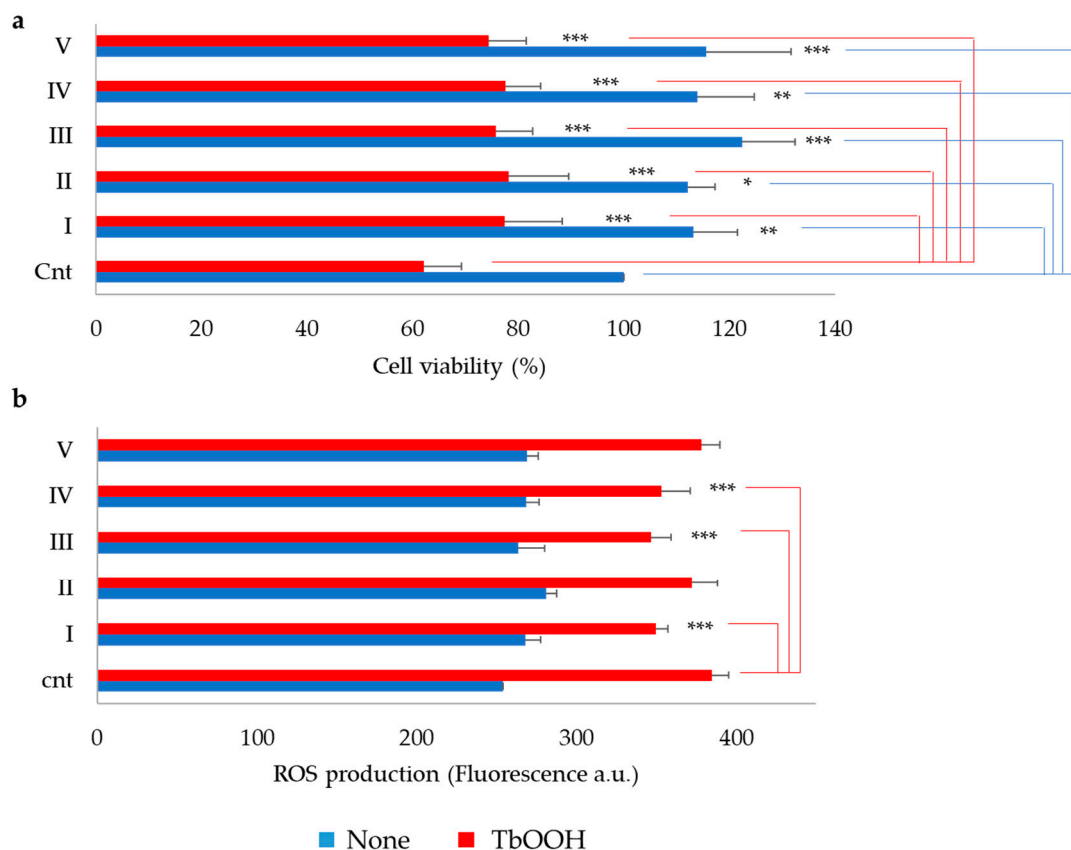 a
V *** ***
IV *** **
III *** ***
II *** *
I *** **
Cnt
0 20 40 60 80 100 120 140
Cell viability (%)
b
V
IV ***
III ***
II
I ***
cnt
0 100 200 300 400
ROS production (Fluorescence a.u.)
None TbOOH